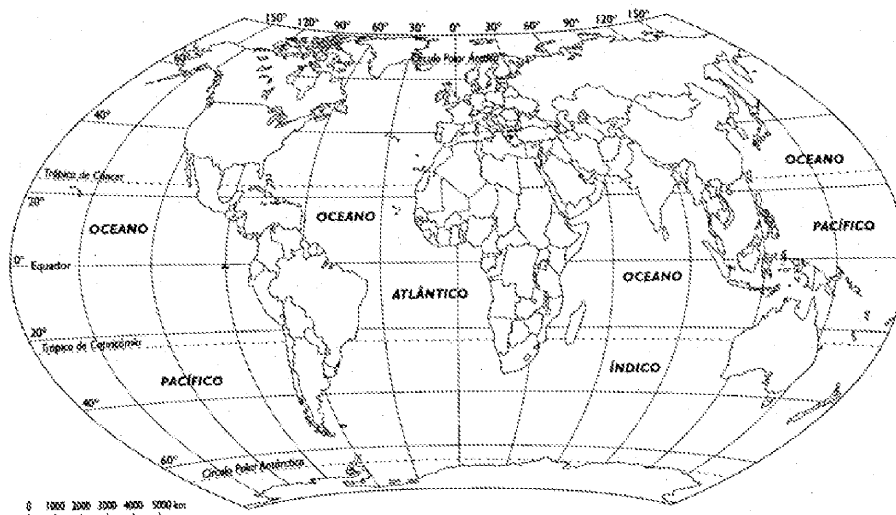 150° 120° 90° 60° 30° 0° 30° 60° 90° 120° 150°
Círculo Polar Ártico
60°
40°
OCEANO
Trópico de Câncer
20°
OCEANO
OCEANO
PACÍFICO
0° Equador
OCEANO
ATLÂNTICO
20°
Trópico de Capricórnio
ÍNDICO
PACÍFICO
40°
60°
Círculo Polar Antártico
0 1000 2000 3000 4000 5000 km